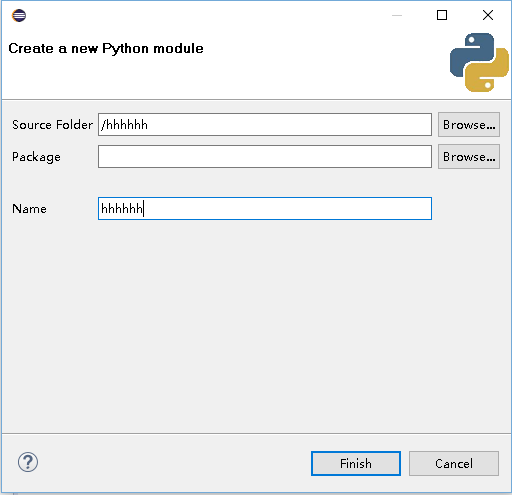 Create a new Python module
Source Folder /hhhhhh Browse...
Package Browse...
Name hhhhhh
? Finish Cancel